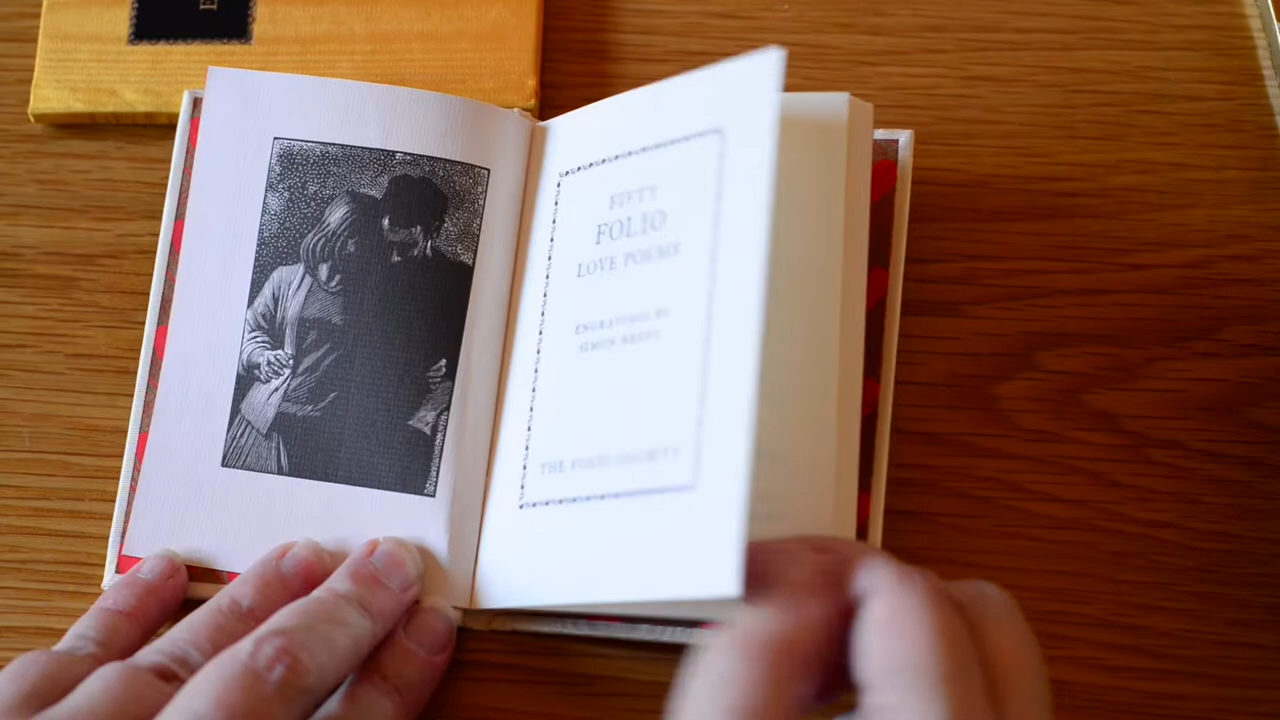 FIFTY
FOLIO
LOVE POEMS
ENGRAVINGS BY
SIMON BRETT
THE FOLIO SOCIETY